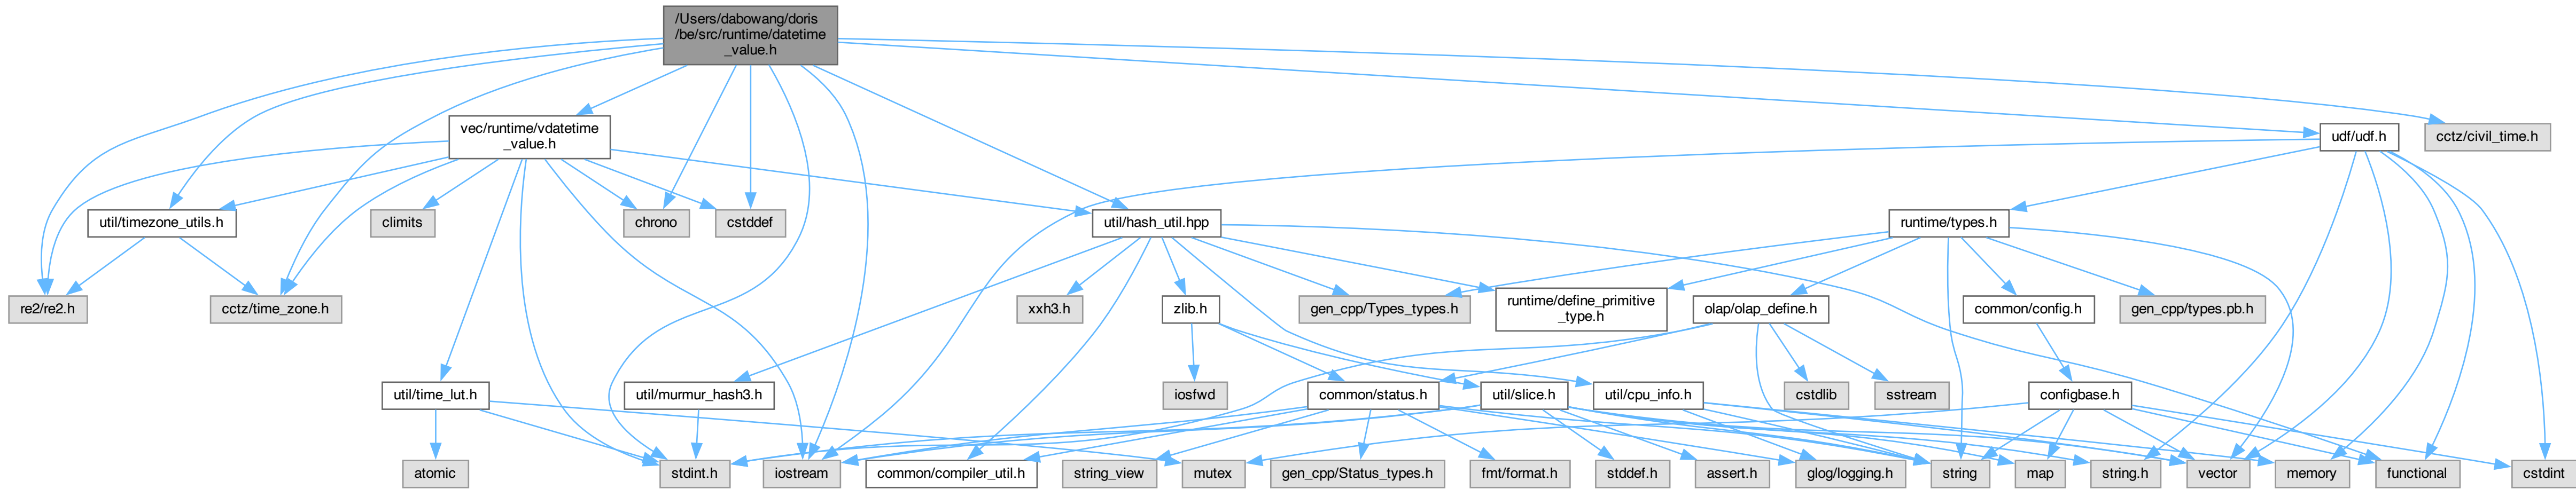 /Users/dabowang/doris
/be/src/runtime/datetime
_value.h
vec/runtime/vdatetime
_value.h
udf/udf.h
cctz/civil_time.h
util/timezone_utils.h
climits
chrono
cstddef
util/hash_util.hpp
runtime/types.h
re2/re2.h
cctz/time_zone.h
xxh3.h
zlib.h
gen_cpp/Types_types.h
runtime/define_primitive
_type.h
olap/olap_define.h
common/config.h
gen_cpp/types.pb.h
util/time_lut.h
util/murmur_hash3.h
iosfwd
common/status.h
util/slice.h
util/cpu_info.h
cstdlib
sstream
configbase.h
atomic
stdint.h
iostream
common/compiler_util.h
string_view
mutex
gen_cpp/Status_types.h
fmt/format.h
stddef.h
assert.h
glog/logging.h
string
map
string.h
vector
memory
functional
cstdint